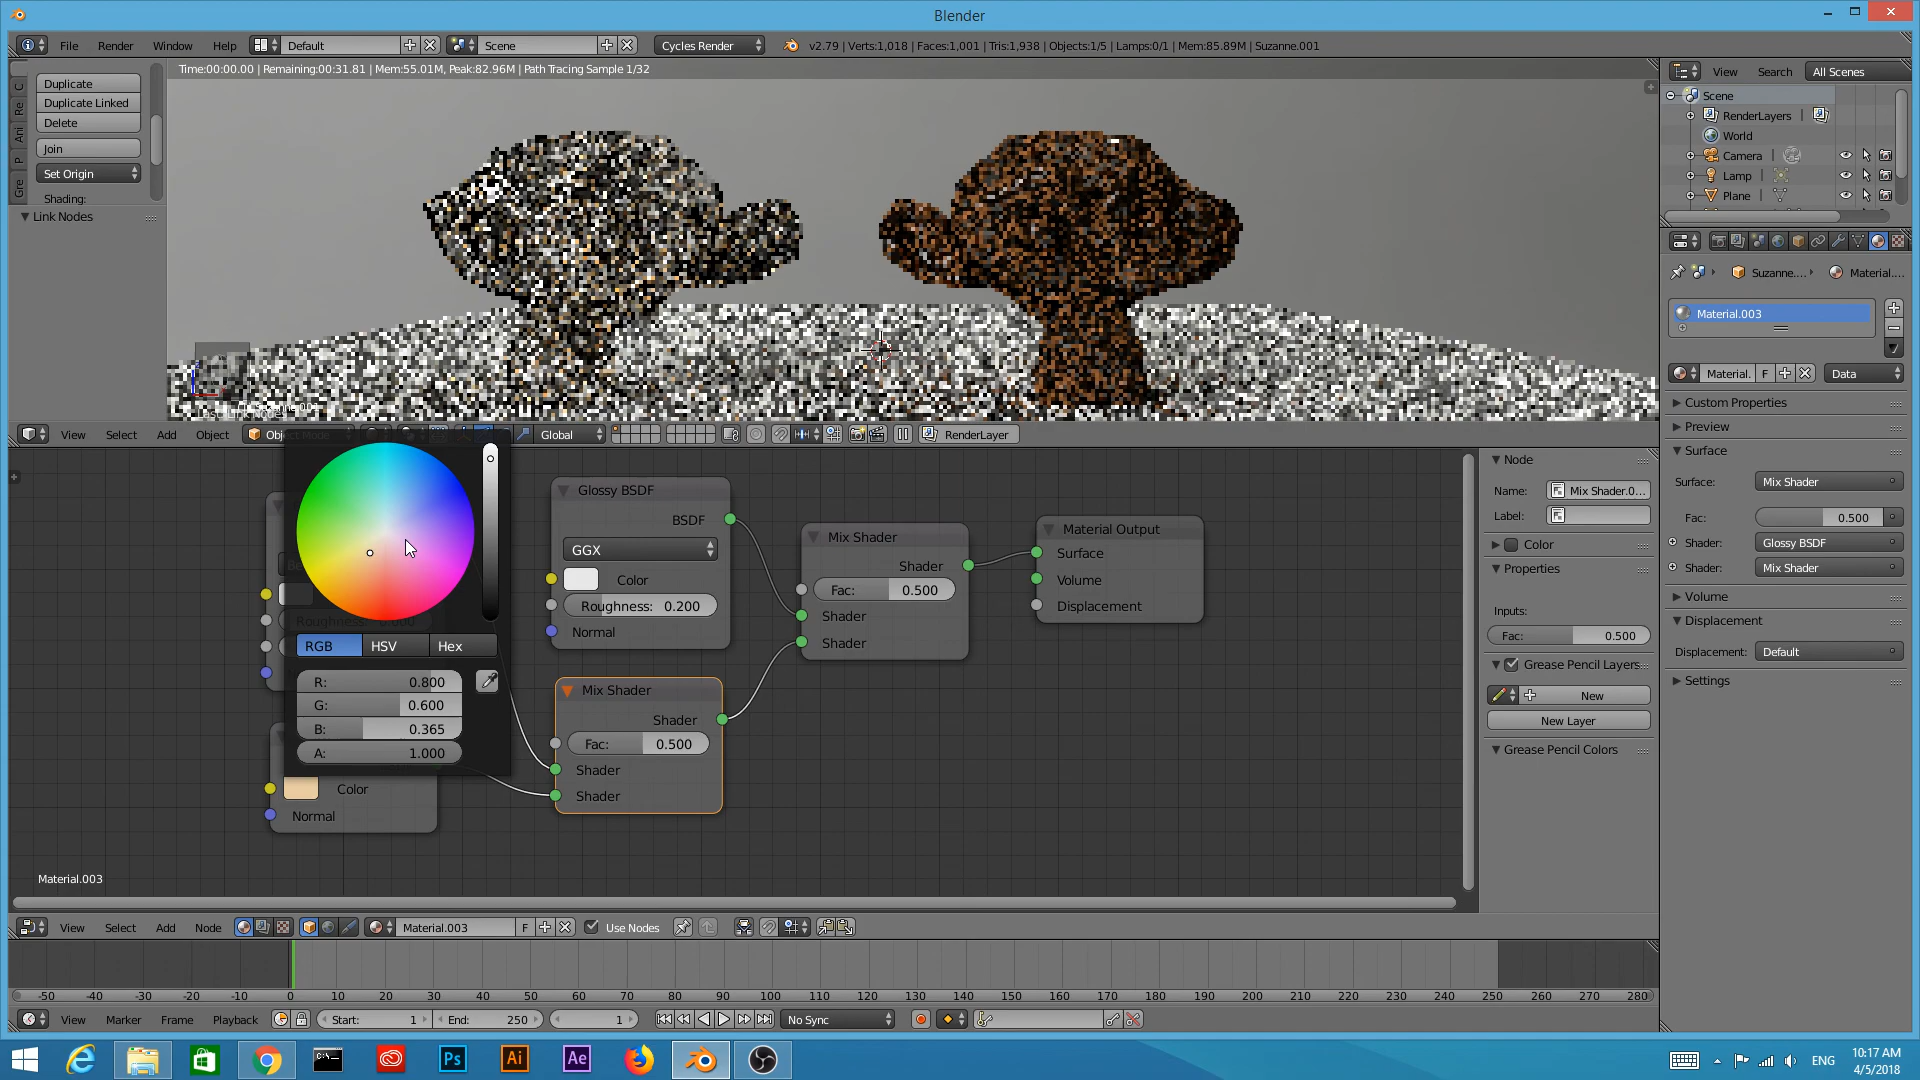 Blender
File Render Window Help Default Scene Cycles Render v2.79 | Verts:1,018 | Faces:1,001 | Tris:1,938 | Objects:1/5 | Lamps:0/1 | Mem:85.89M | Suzanne.001
Time:00:00.00 | Remaining:00:31.81 | Mem:55.01M, Peak:82.96M | Path Tracing Sample 1/32
C
Re
Ani
P
Gre
Duplicate
Duplicate Linked
Delete
Join
Set Origin
Shading:
Link Nodes
View Search All Scenes
Scene
RenderLayers
World
Camera
Lamp
Plane
Suzanne.... Material....
Material.003
Material. F Data
Custom Properties
Preview
Surface
Surface: Mix Shader
Fac: 0.500
Shader: Glossy BSDF
Shader: Mix Shader
Volume
Displacement
Displacement: Default
Settings
View Select Add Object Object Mode Global RenderLayer
RGB HSV Hex
R: 0.800
G: 0.600
B: 0.365
A: 1.000
Roughness: 0.000
Color
Normal
Glossy BSDF
BSDF
GGX
Color
Roughness: 0.200
Normal
Mix Shader
Shader
Fac: 0.500
Shader
Shader
Mix Shader
Shader
Fac: 0.500
Shader
Shader
Material Output
Surface
Volume
Displacement
Node
Name: Mix Shader.0...
Label:
Color
Properties
Inputs:
Fac: 0.500
Grease Pencil Layers
New
New Layer
Grease Pencil Colors
Material.003
View Select Add Node Material.003 F Use Nodes
-50 -40 -30 -20 -10 0 10 20 30 40 50 60 70 80 90 100 110 120 130 140 150 160 170 180 190 200 210 220 230 240 250 260 270 280
View Marker Frame Playback Start: 1 End: 250 1 No Sync
Ps Ai Ae
ENG
10:17 AM
4/5/2018